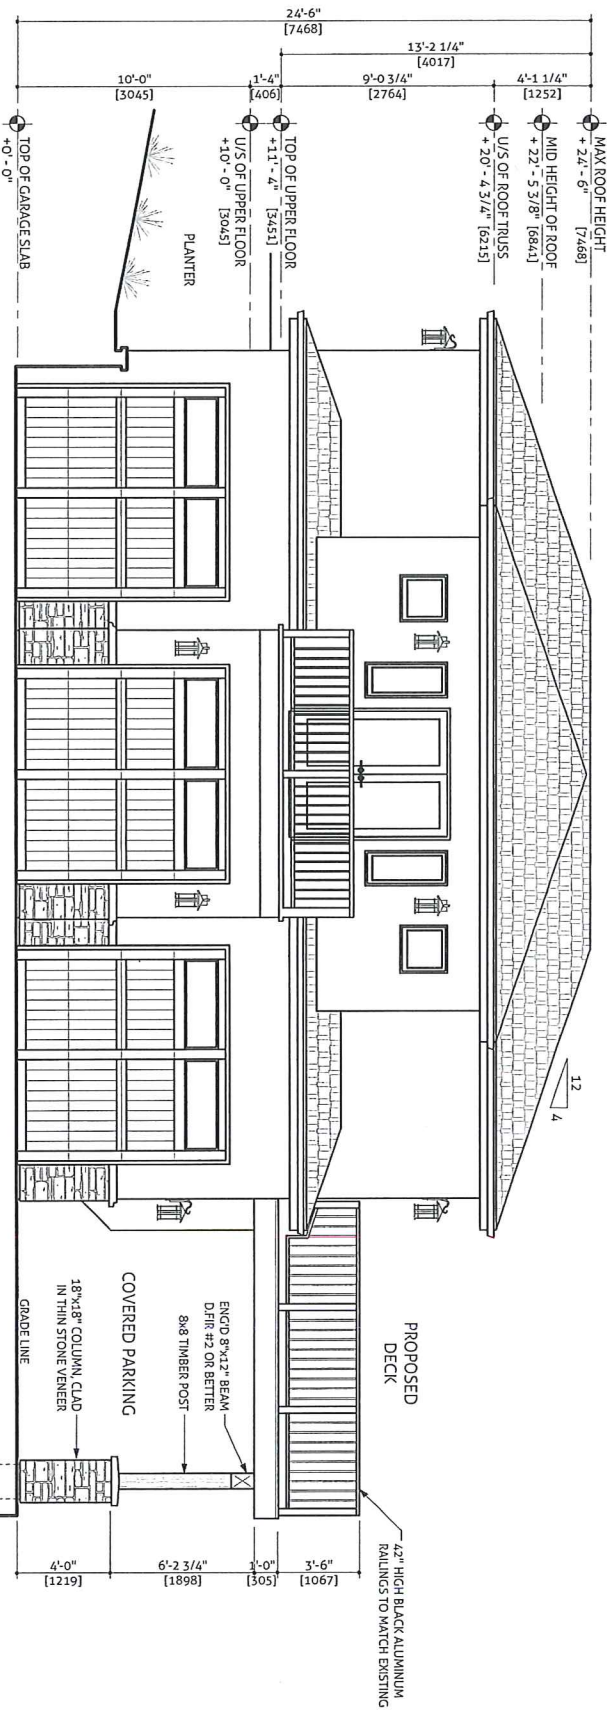 24'-6"
[7468]
13'-2 1/4"
[4017]
10'-0"
[3045]
1'-4"
[406]
9'-0 3/4"
[2764]
4'-1 1/4"
[1252]
MAX ROOF HEIGHT
+ 24' - 6" [7468]
MID HEIGHT OF ROOF
+ 22' - 5 3/8" [6841]
U/S OF ROOF TRUSS
+ 20' - 4 3/4" [6215]
TOP OF UPPER FLOOR
+11' - 4" [3451]
U/S OF UPPER FLOOR
+ 10' - 0" [3045]
TOP OF GARAGE SLAB
+0' - 0"
PLANTER
12
4
PROPOSED
DECK
42" HIGH BLACK ALUMINUM
RAILINGS TO MATCH EXISTING
ENG'D 8"x12" BEAM
D.FIR #2 OR BETTER
8x8 TIMBER POST
COVERED PARKING
18"x18" COLUMN, CLAD
IN THIN STONE VENEER
GRADE LINE
3'-6"
[1067]
1'-0"
[305]
6'-2 3/4"
[1898]
4'-0"
[1219]